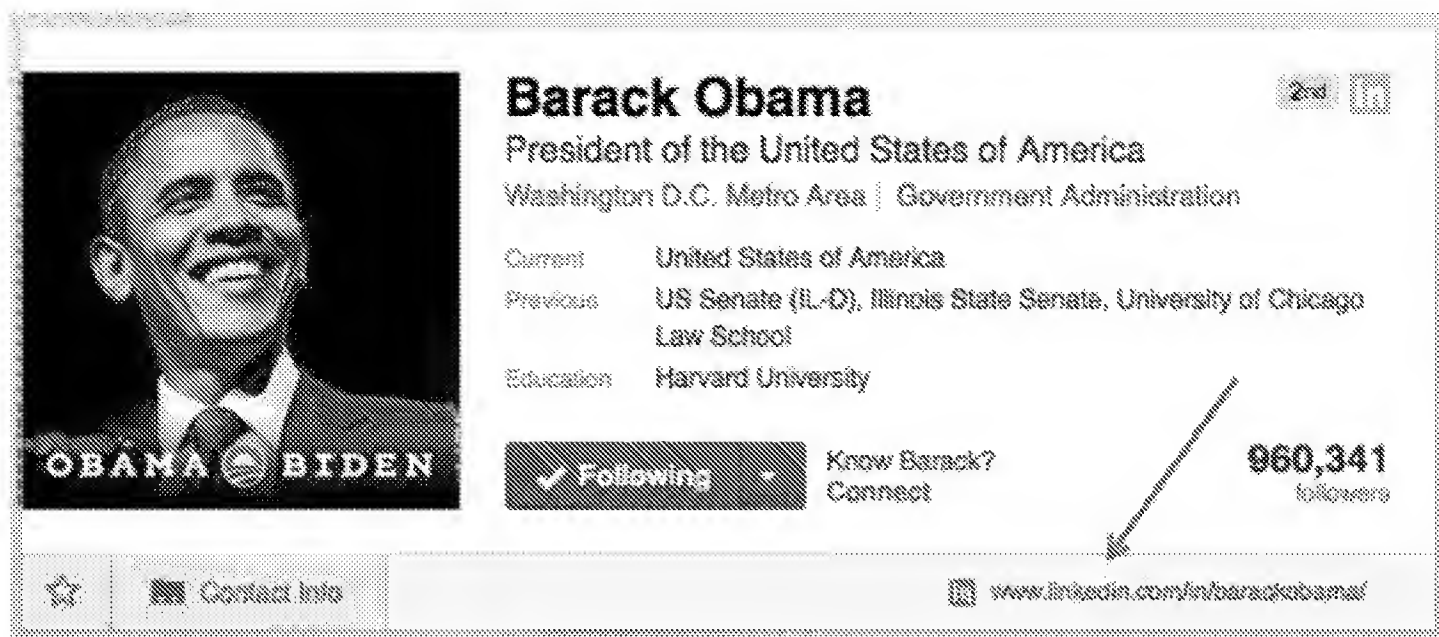 Barack Obama
2nd in
President of the United States of America
Washington D.C. Metro Area | Government Administration
Current United States of America
Previous US Senate (IL-D), Illinois State Senate, University of Chicago
Law School
Education Harvard University
OBAMA BIDEN
✓ Following
Know Barack?
Connect
960,341
followers
Contact Info
in www.linkedin.com/in/barackobama/